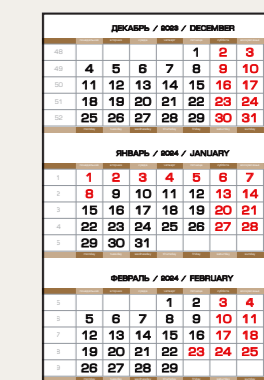 ДЕКАБРЬ / 2023 / DECEMBER
48 1 2 3
49 4 5 6 7 8 9 10
50 11 12 13 14 15 16 17
51 18 19 20 21 22 23 24
52 25 26 27 28 29 30 31
ЯНВАРЬ / 2024 / JANUARY
1 1 2 3 4 5 6 7
2 8 9 10 11 12 13 14
3 15 16 17 18 19 20 21
4 22 23 24 25 26 27 28
5 29 30 31
ФЕВРАЛЬ / 2024 / FEBRUARY
5 1 2 3 4
6 5 6 7 8 9 10 11
7 12 13 14 15 16 17 18
8 19 20 21 22 23 24 25
9 26 27 28 29